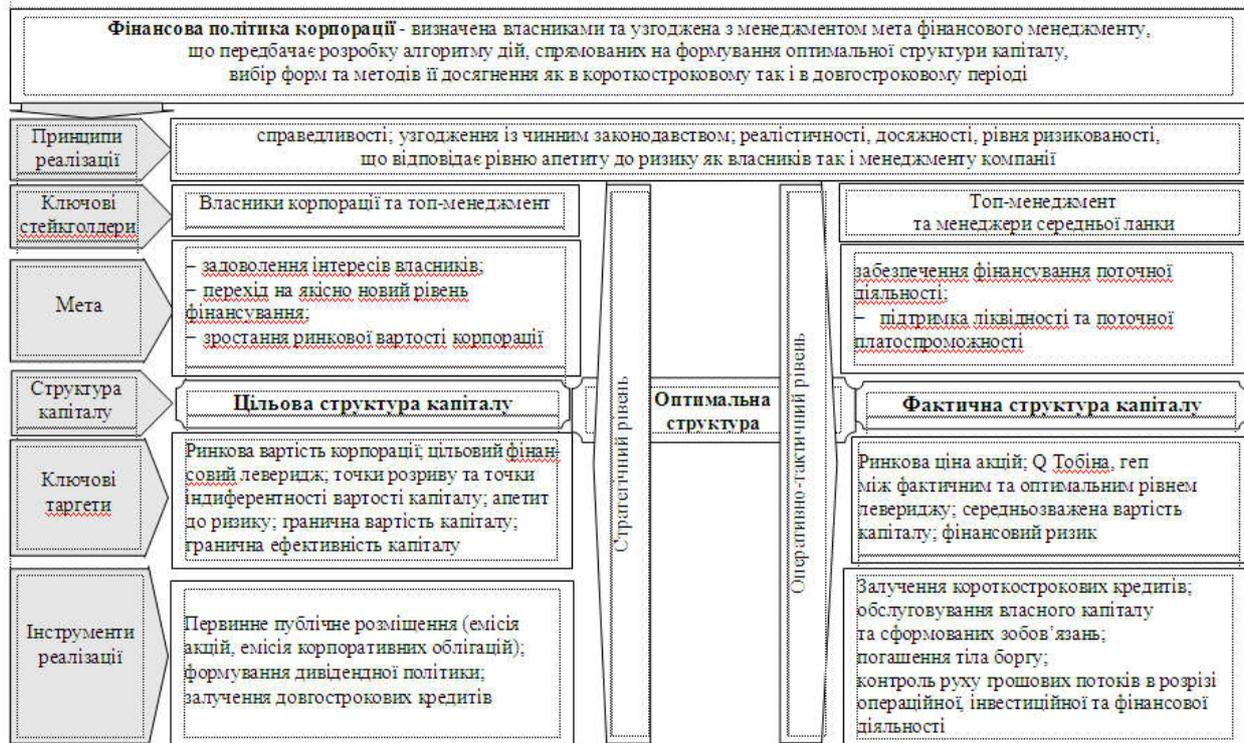 Фінансова політика корпорації - визначена власниками та узгоджена з менеджментом мета фінансового менеджменту,
що передбачає розробку алгоритму дій, спрямованих на формування оптимальної структури капіталу,
вибір форм та методів її досягнення як в короткостроковому так і в довгостроковому періоді
Принципи
реалізації
справедливості; узгодження із чинним законодавством; реалістичності, досяжності, рівня ризикованості,
що відповідає рівню апетиту до ризику як власників так і менеджменту компанії
Ключові
стейкголдери
Власники корпорації та топ-менеджмент
Топ-менеджмент
та менеджери середньої ланки
Мета
– задоволення інтересів власників;
– перехід на якісно новий рівень
фінансування;
– зростання ринкової вартості корпорації
забезпечення фінансування поточної
діяльності;
– підтримка ліквідності та поточної
платоспроможності
Стратегічний рівень
Оперативно-тактичний рівень
Структура
капіталу
Цільова структура капіталу
Оптимальна
структура
Фактична структура капіталу
Ключові
таргети
Ринкова вартість корпорації; цільовий фінан-
совий леверидж; точки розриву та точки
індиферентності вартості капіталу; апетит
до ризику; гранична вартість капіталу;
гранична ефективність капіталу
Ринкова ціна акцій; Q Тобіна, геп
між фактичним та оптимальним рівнем
левериджу; середньозважена вартість
капіталу; фінансовий ризик
Інструменти
реалізації
Первинне публічне розміщення (емісія
акцій, емісія корпоративних облігацій);
формування дивідендної політики;
залучення довгострокових кредитів
Залучення короткострокових кредитів;
обслуговування власного капіталу
та сформованих зобов’язань;
погашення тіла боргу;
контроль руху грошових потоків в розрізі
операційної, інвестиційної та фінансової
діяльності